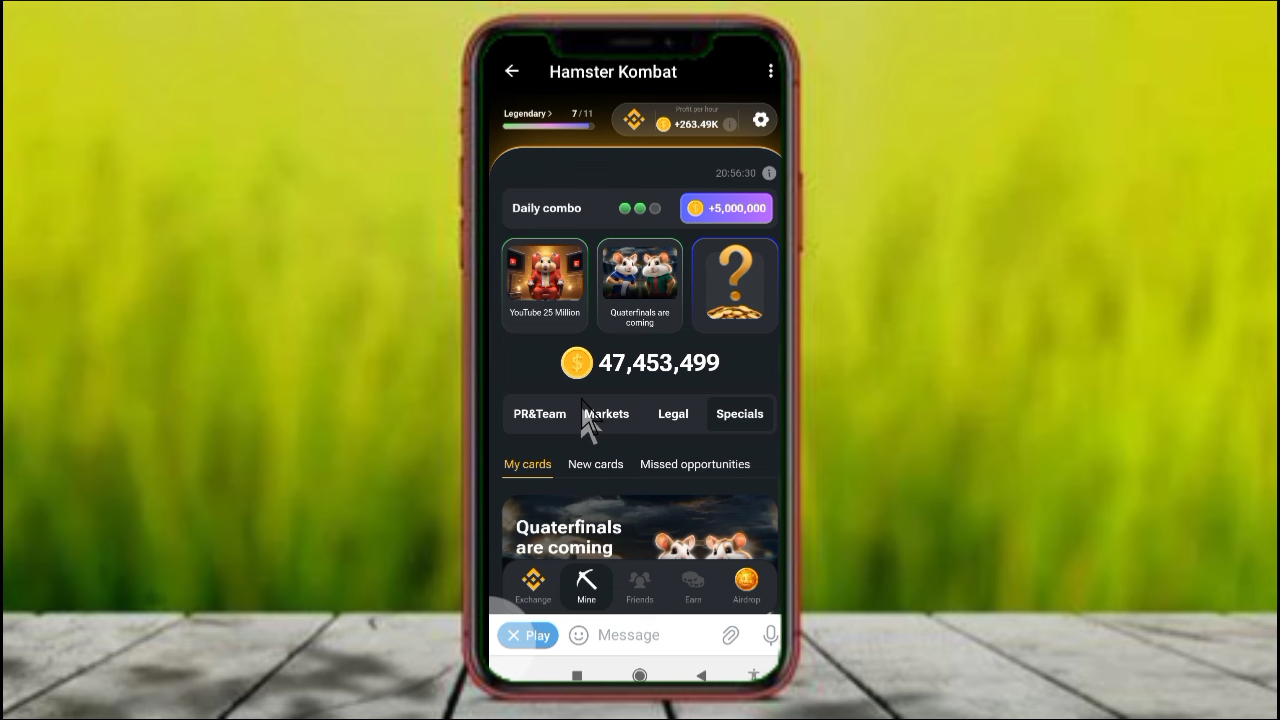 Hamster Kombat
Legendary > 7/11
Profit per hour
+263.49K
20:56:30
Daily combo +5,000,000
YouTube 25 Million
Quaterfinals are
coming
47,453,499
PR&Team Markets Legal Specials
My cards New cards Missed opportunities
Quaterfinals
are coming
Exchange Mine Friends Earn Airdrop
Play Message